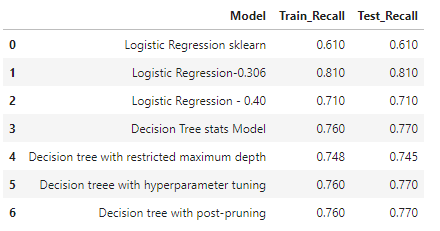 Model Train_Recall Test_Recall
0 Logistic Regression sklearn 0.610 0.610
1 Logistic Regression-0.306 0.810 0.810
2 Logistic Regression - 0.40 0.710 0.710
3 Decision Tree stats Model 0.760 0.770
4 Decision tree with restricted maximum depth 0.748 0.745
5 Decision treee with hyperparameter tuning 0.760 0.770
6 Decision tree with post-pruning 0.760 0.770